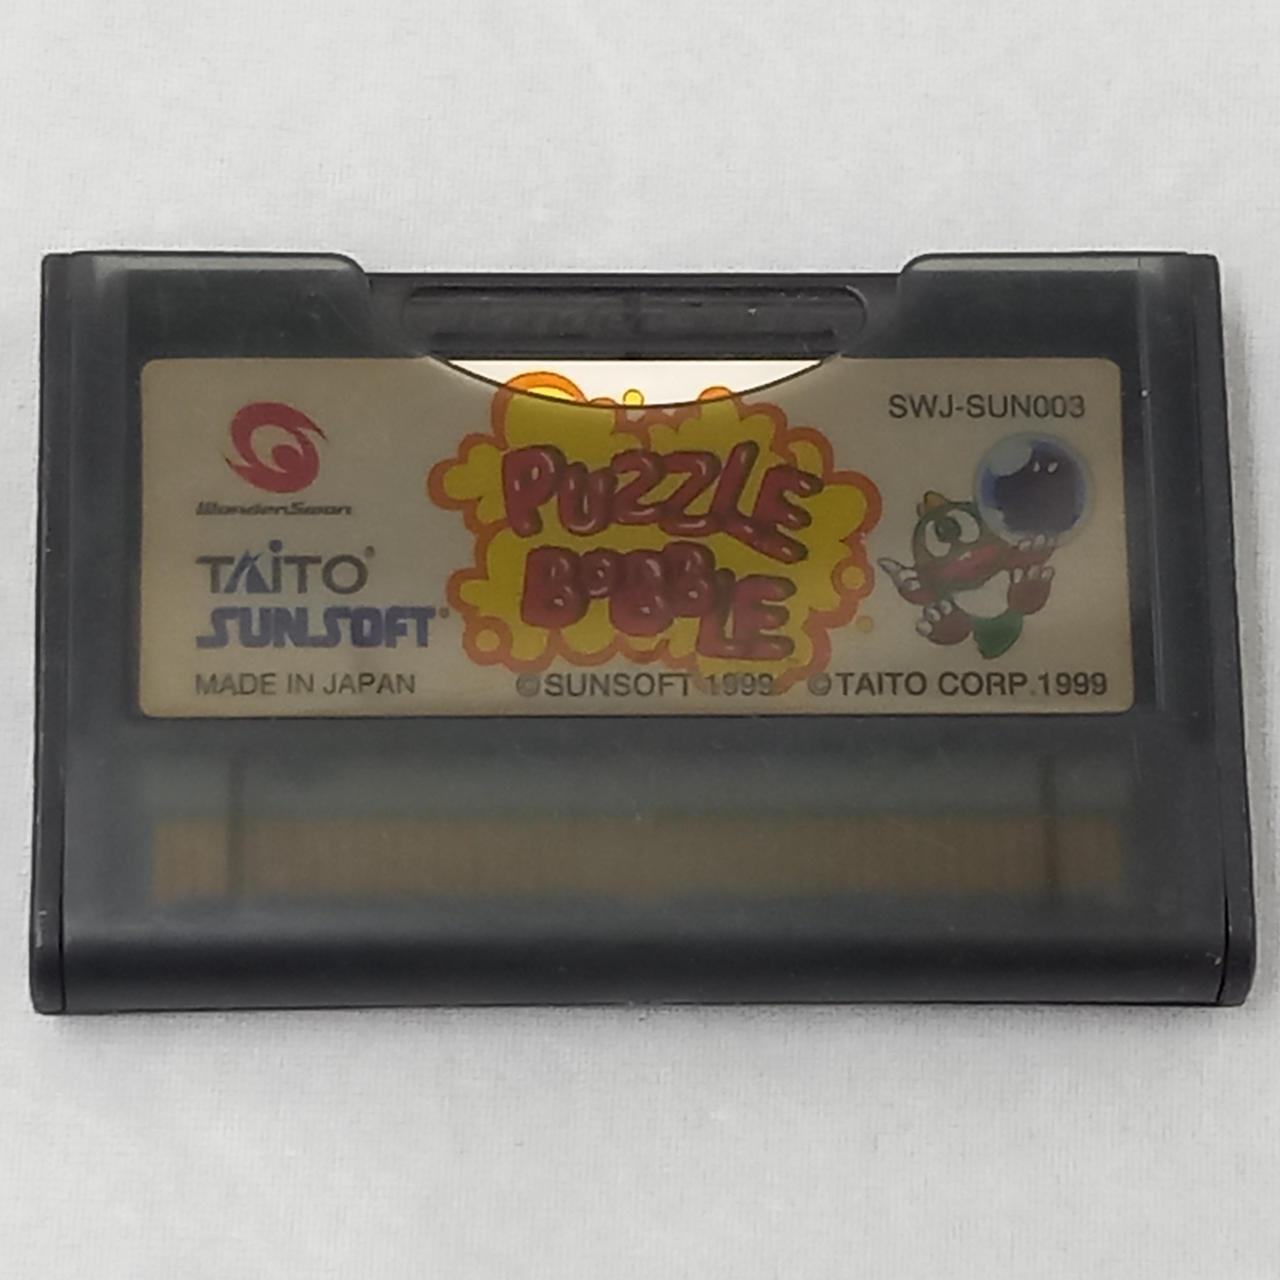 SWJ-SUN003
WonderSwan
PUZZLE
BOBBLE
TAiTO®
SUNSOFT®
MADE IN JAPAN ©SUNSOFT 1999 ©TAITO CORP.1999